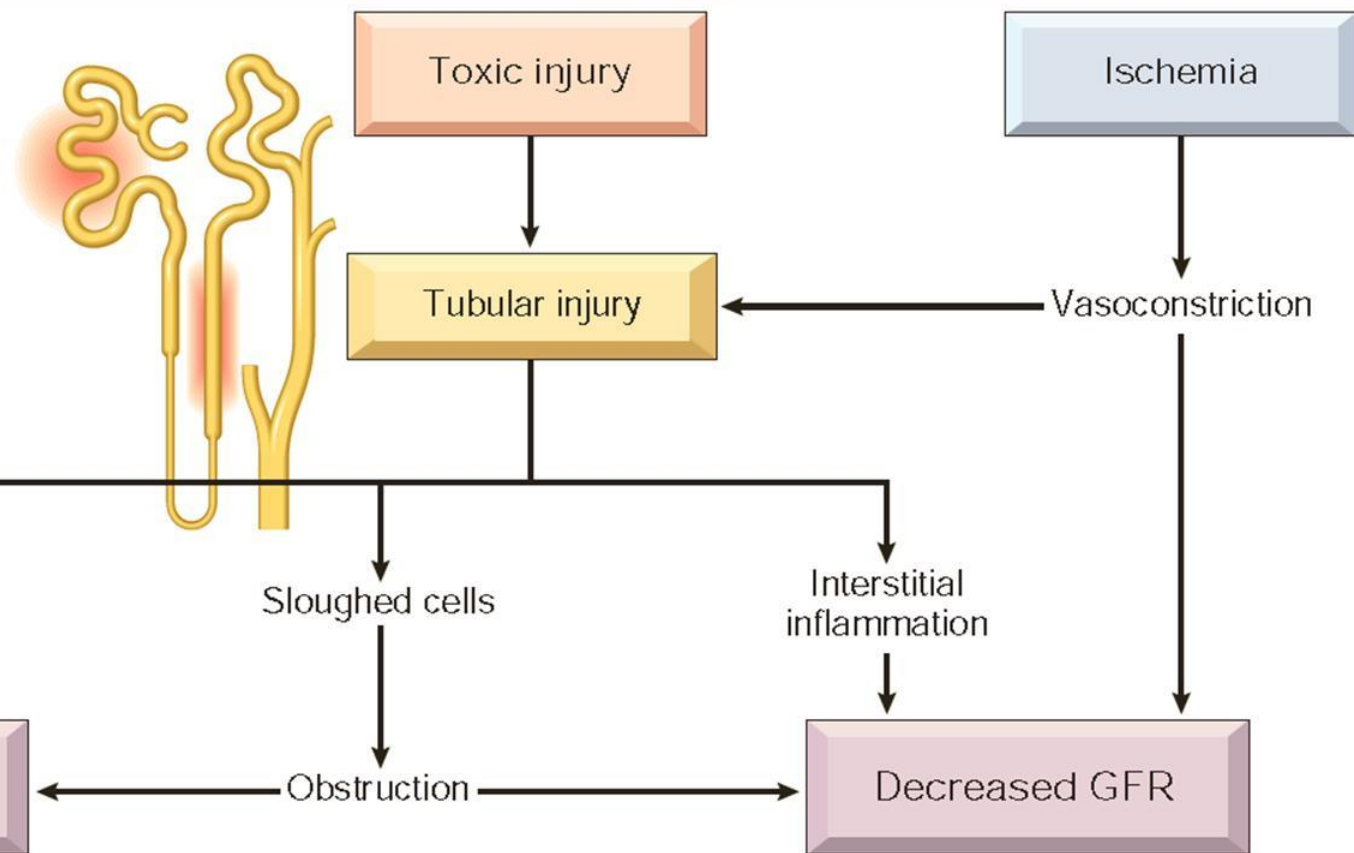 Toxic injury
Ischemia
Tubular injury
Vasoconstriction
Sloughed cells
Interstitial
inflammation
Obstruction
Decreased GFR